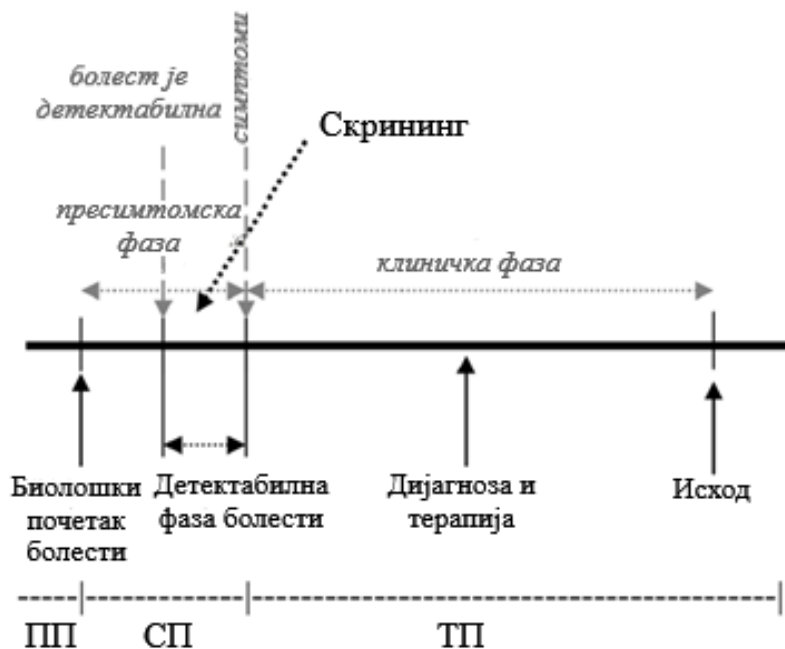 болест је
детектабилна
симптоми
Скрининг
пресимтомска
фаза
клиничка фаза
Биолошки
почетак
болести
Детектабилна
фаза болести
Дијагноза и
терапија
Исход
ПП
СП
ТП